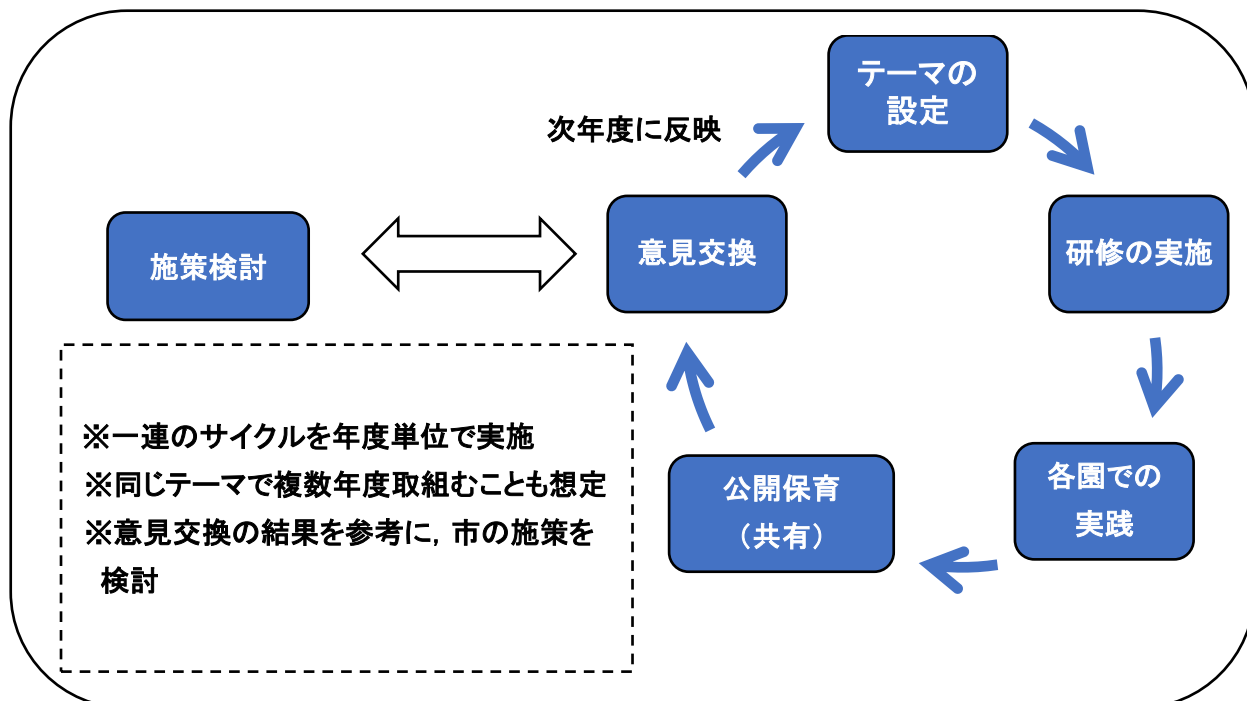 テーマの
設定
次年度に反映
意見交換
研修の実施
施策検討
各園での
実践
公開保育
（共有）
※一連のサイクルを年度単位で実施
※同じテーマで複数年度取組むことも想定
※意見交換の結果を参考に，市の施策を
検討